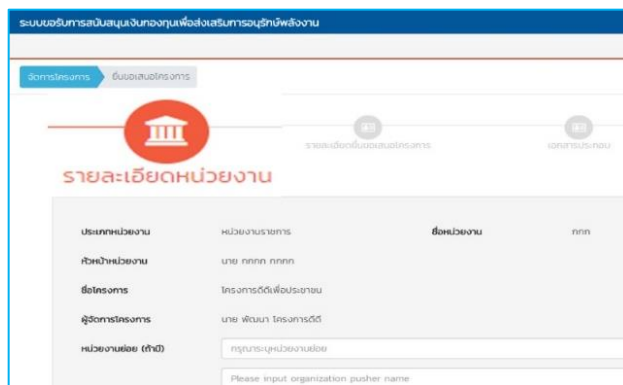 ระบบขอรับการสนับสนุนเงินกองทุนเพื่อส่งเสริมการอนุรักษ์พลังงาน
จัดการโครงการ ยื่นขอเสนอโครงการ
รายละเอียดหน่วยงาน
รายละเอียดยื่นขอเสนอโครงการ
เอกสารประกอบ
ประเภทหน่วยงาน หน่วยงานราชการ ชื่อหน่วยงาน กกก
หัวหน้าหน่วยงาน นาย กกกก กกกก
ชื่อโครงการ โครงการดีดีเพื่อประชาชน
ผู้จัดการโครงการ นาย พัฒนา โครงการดีดี
หน่วยงานย่อย (ถ้ามี) กรุณาระบุหน่วยงานย่อย
Please input organization pusher name